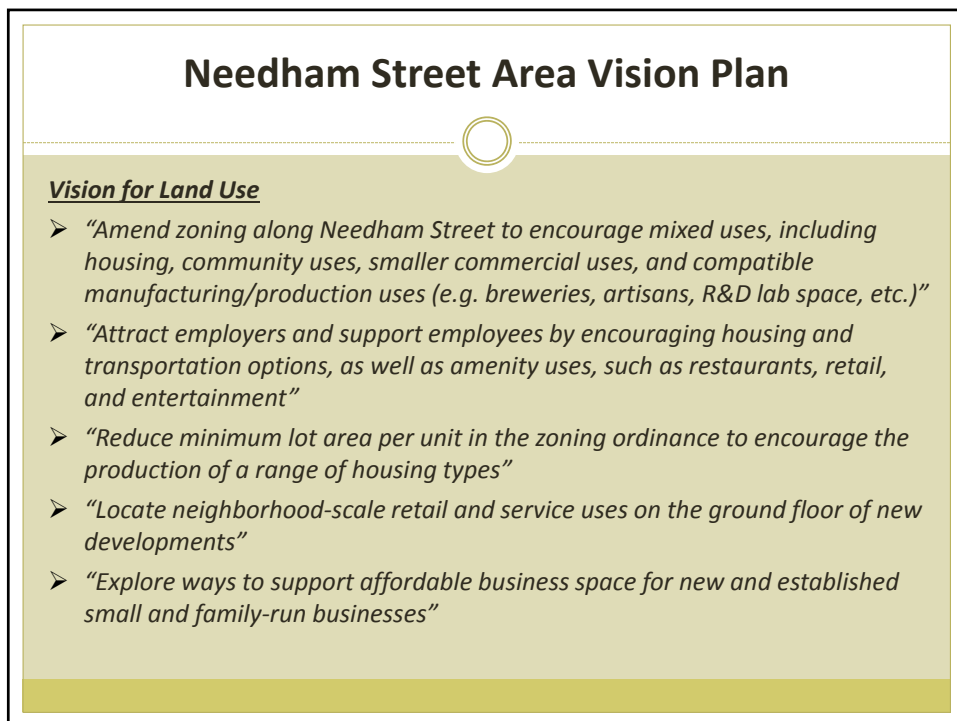 Needham Street Area Vision Plan
Vision for Land Use
➢ “Amend zoning along Needham Street to encourage mixed uses, including
housing, community uses, smaller commercial uses, and compatible
manufacturing/production uses (e.g. breweries, artisans, R&D lab space, etc.)”
➢ “Attract employers and support employees by encouraging housing and
transportation options, as well as amenity uses, such as restaurants, retail,
and entertainment”
➢ “Reduce minimum lot area per unit in the zoning ordinance to encourage the
production of a range of housing types”
➢ “Locate neighborhood-scale retail and service uses on the ground floor of new
developments”
➢ “Explore ways to support affordable business space for new and established
small and family-run businesses”